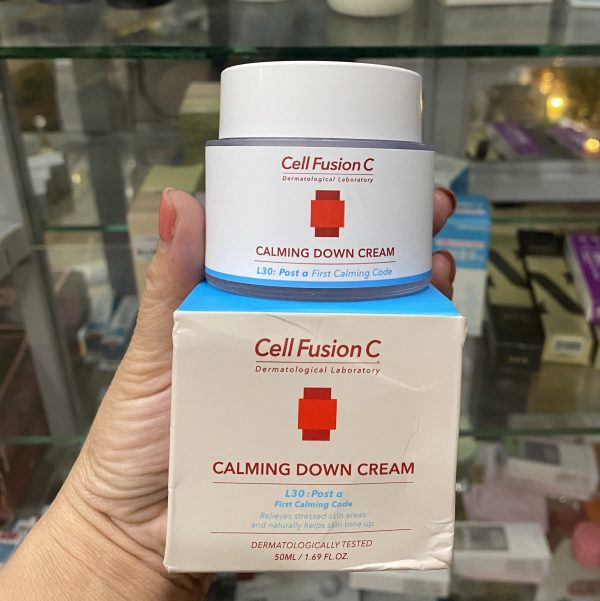 Cell Fusion C
Dermatological Laboratory
CALMING DOWN CREAM
L30: Post α First Calming Code
Cell Fusion C
Dermatological Laboratory
CALMING DOWN CREAM
L30 : Post α
First Calming Code
Relieves stressed skin areas
and naturally helps skin tone up
DERMATOLOGICALLY TESTED
50ML / 1.69 FL.OZ.